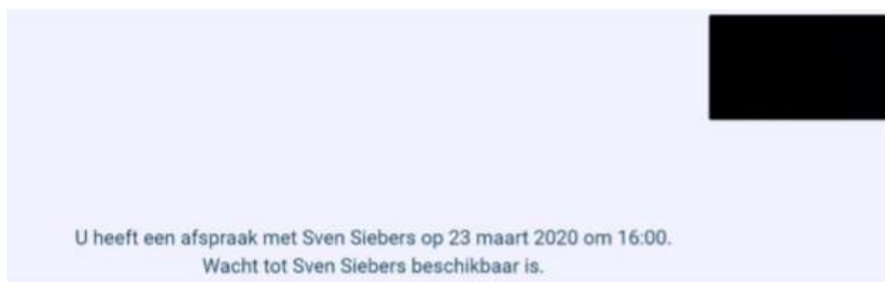 U heeft een afspraak met Sven Siebers op 23 maart 2020 om 16:00.
Wacht tot Sven Siebers beschikbaar is.